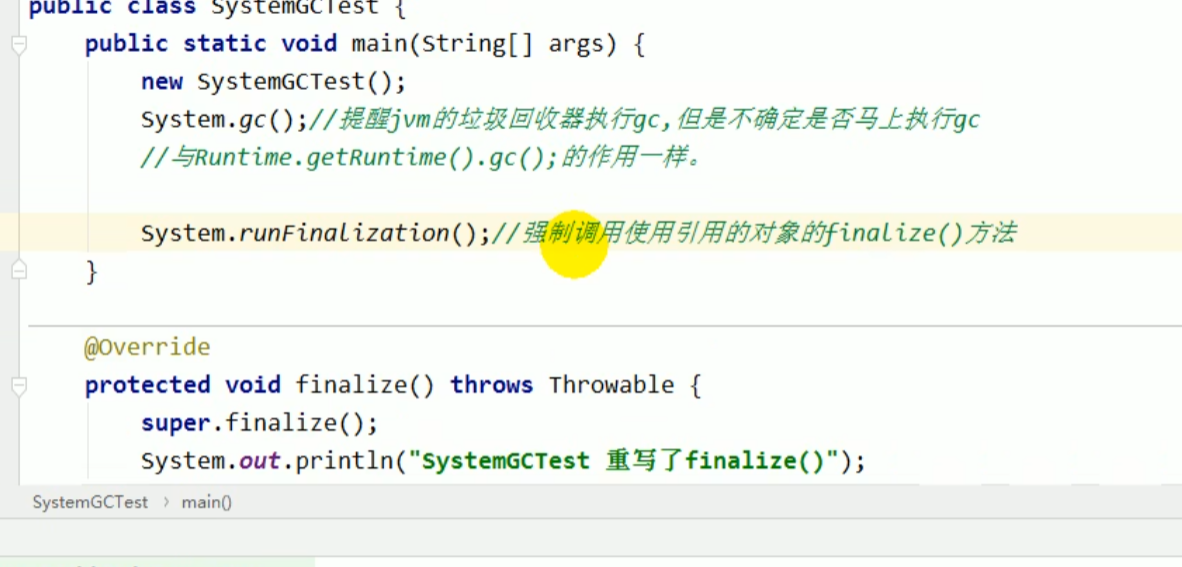 public class SystemGCTest {
public static void main(String[] args) {
new SystemGCTest();
System.gc();//提醒jvm的垃圾回收器执行gc,但是不确定是否马上执行gc
//与Runtime.getRuntime().gc();的作用一样。
System.runFinalization();//强制调用使用引用的对象的finalize()方法
}
@Override
protected void finalize() throws Throwable {
super.finalize();
System.out.println("SystemGCTest 重写了finalize()");
SystemGCTest › main()